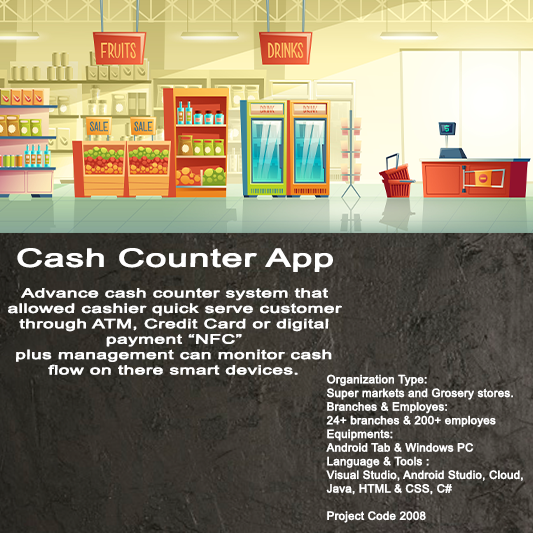 FRUITS
DRINKS
SALE
SALE
Cash Counter App
Advance cash counter system that
allowed cashier quick serve customer
through ATM, Credit Card or digital
payment “NFC”
plus management can monitor cash
flow on there smart devices.
Organization Type:
Super markets and Grosery stores.
Branches & Employes:
24+ branches & 200+ employes
Equipments:
Android Tab & Windows PC
Language & Tools :
Visual Studio, Android Studio, Cloud,
Java, HTML & CSS, C#
Project Code 2008